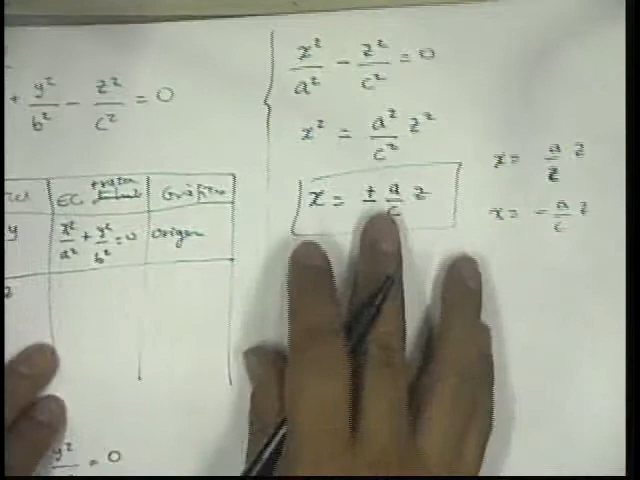 + y²/b² - z²/c² = 0
EC Gráfico
y x²/a² + y²/b² = 0 origen
y²/ = 0
x²/a² - z²/c² = 0
x² = a²/c² z²
x = ± a/c z
x = a/z z
x = - a/c z